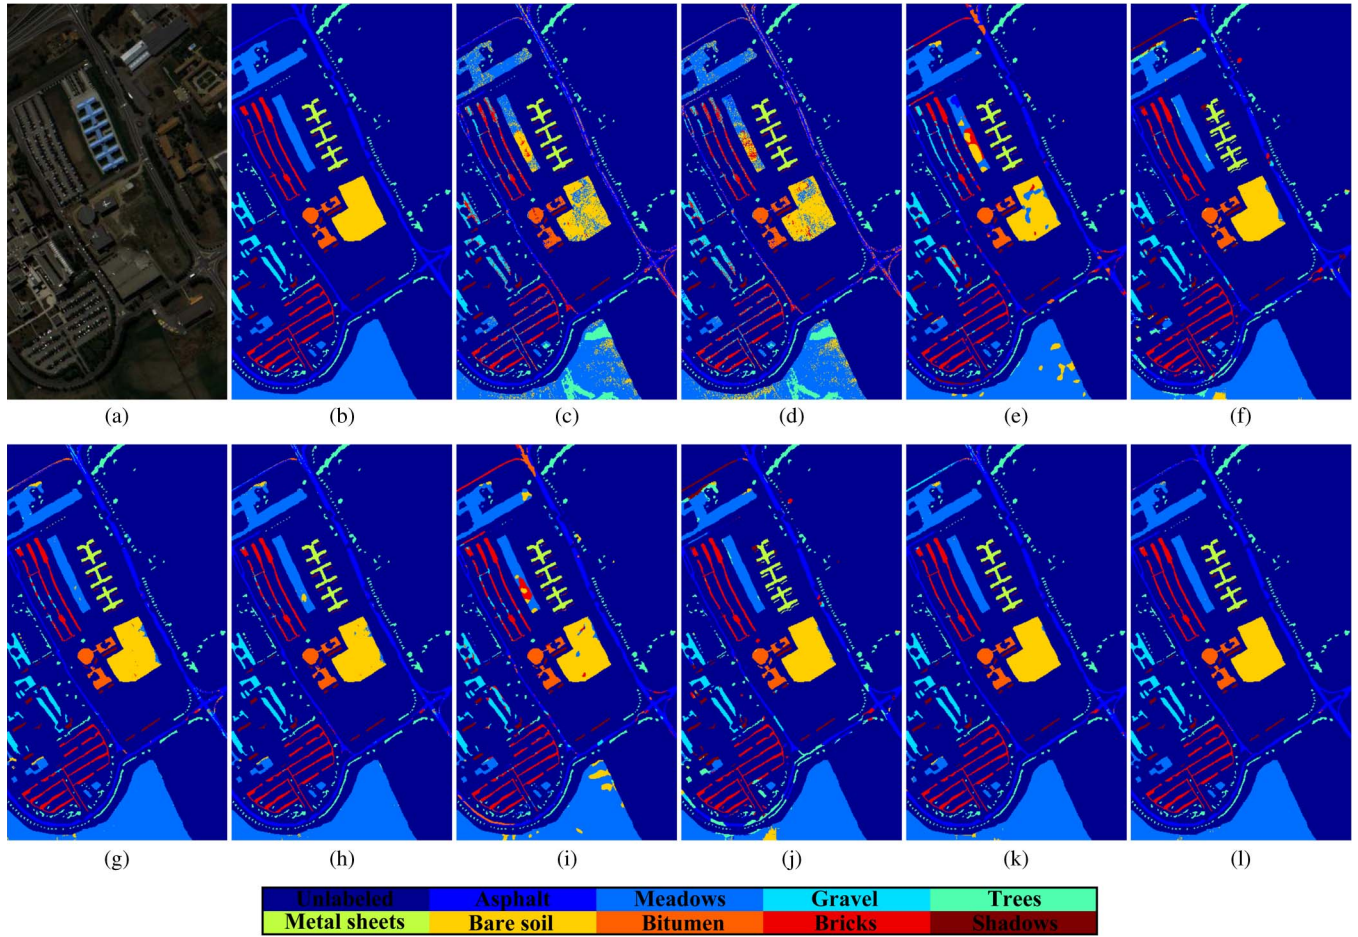 (a) (b) (c) (d) (e) (f)
(g) (h) (i) (j) (k) (l)
Unlabeled Asphalt Meadows Gravel Trees
Metal sheets Bare soil Bitumen Bricks Shadows